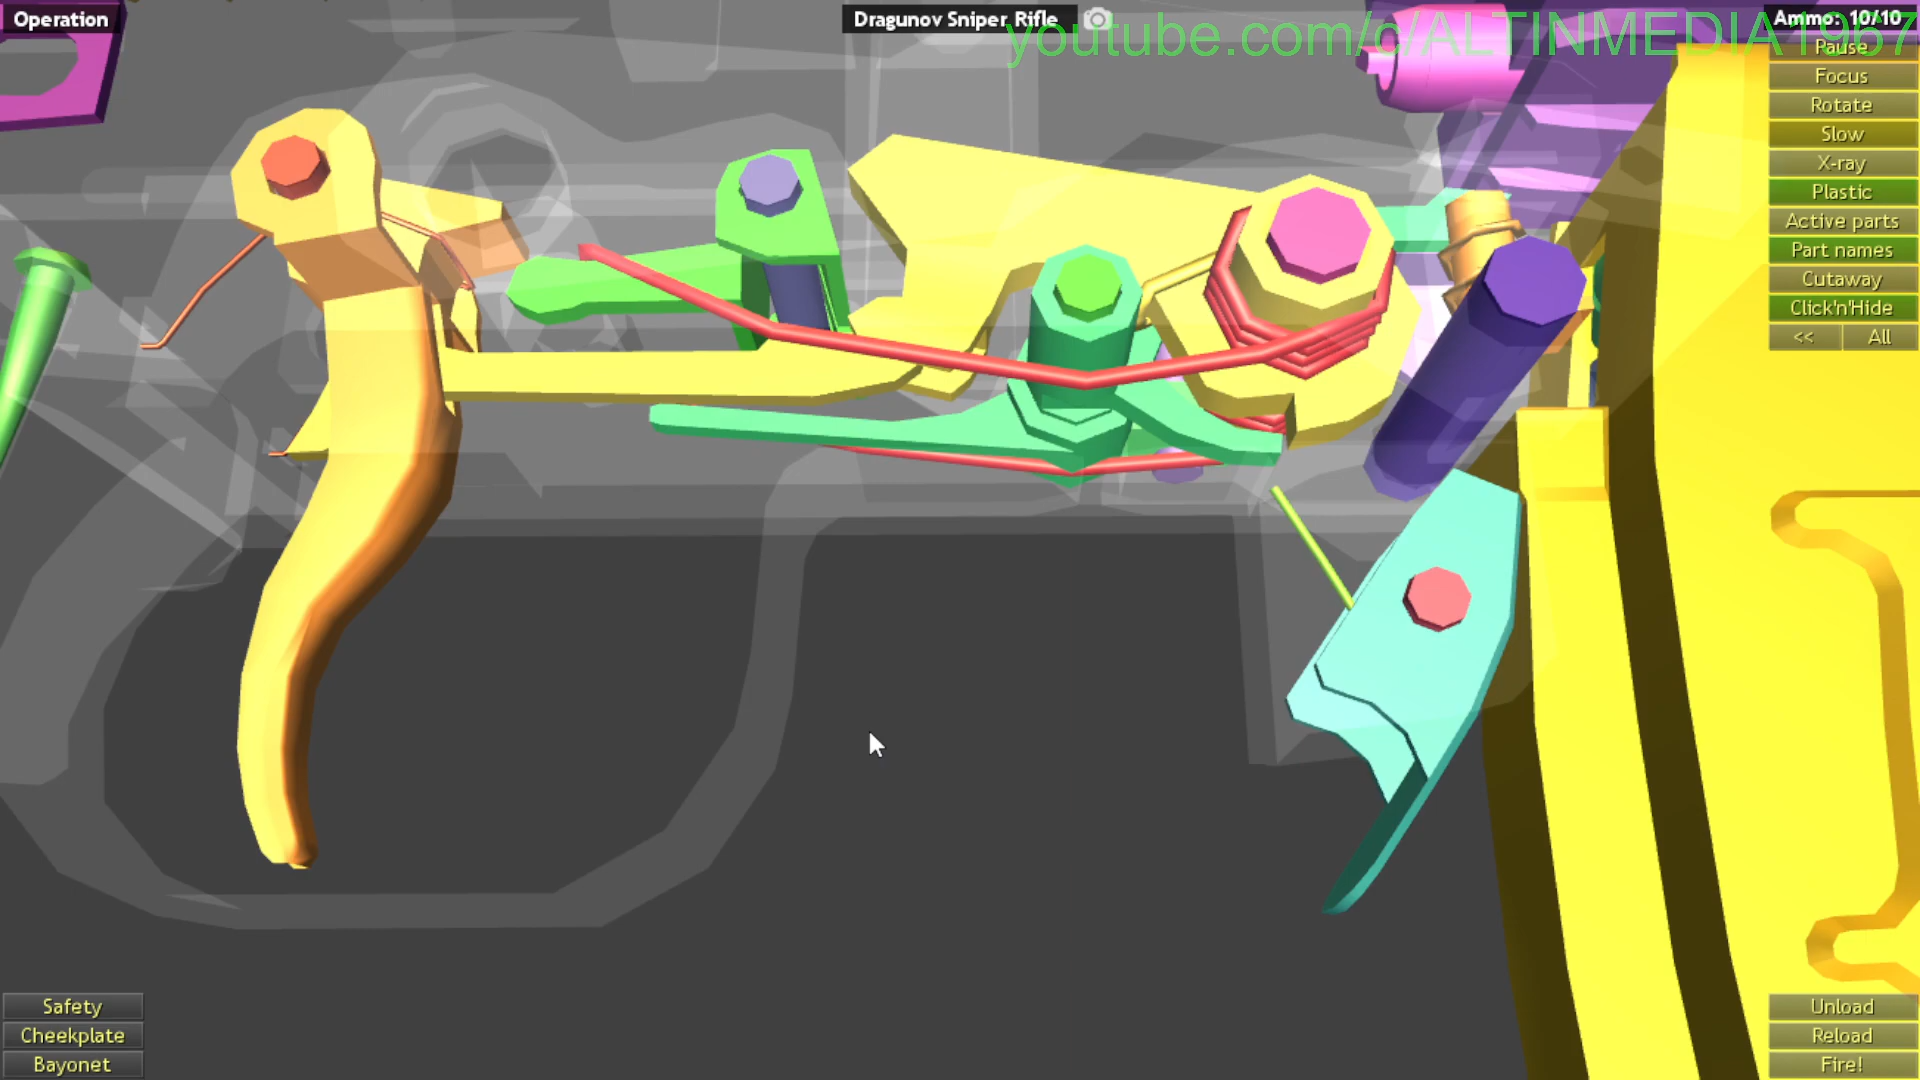 Operation
Dragunov Sniper Rifle
Ammo: 10/10
youtube.com/c/ALTINMEDIA1967
Pause
Focus
Rotate
Slow
X-ray
Plastic
Active parts
Part names
Cutaway
Click'n'Hide
<< All
Safety
Cheekplate
Bayonet
Unload
Reload
Fire!